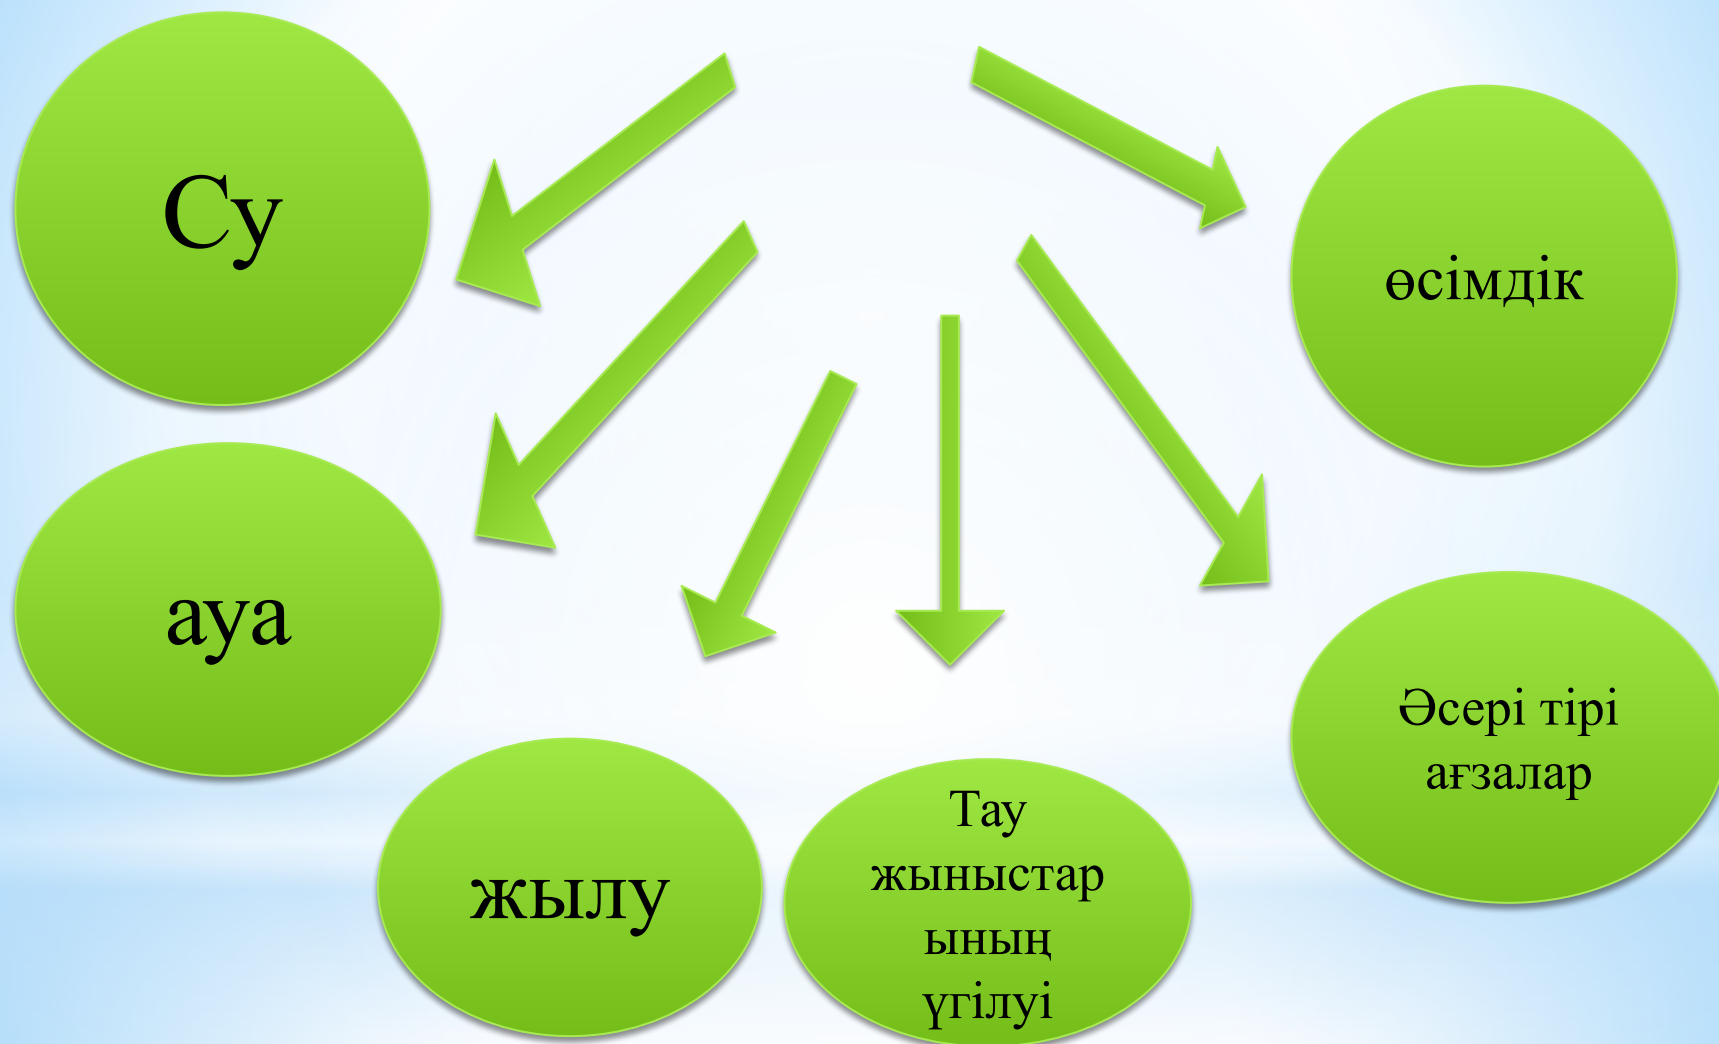 Су
өсімдік
ауа
Әсері тірі
ағзалар
жылу
Тау
жыныстар
ының
үгілуі